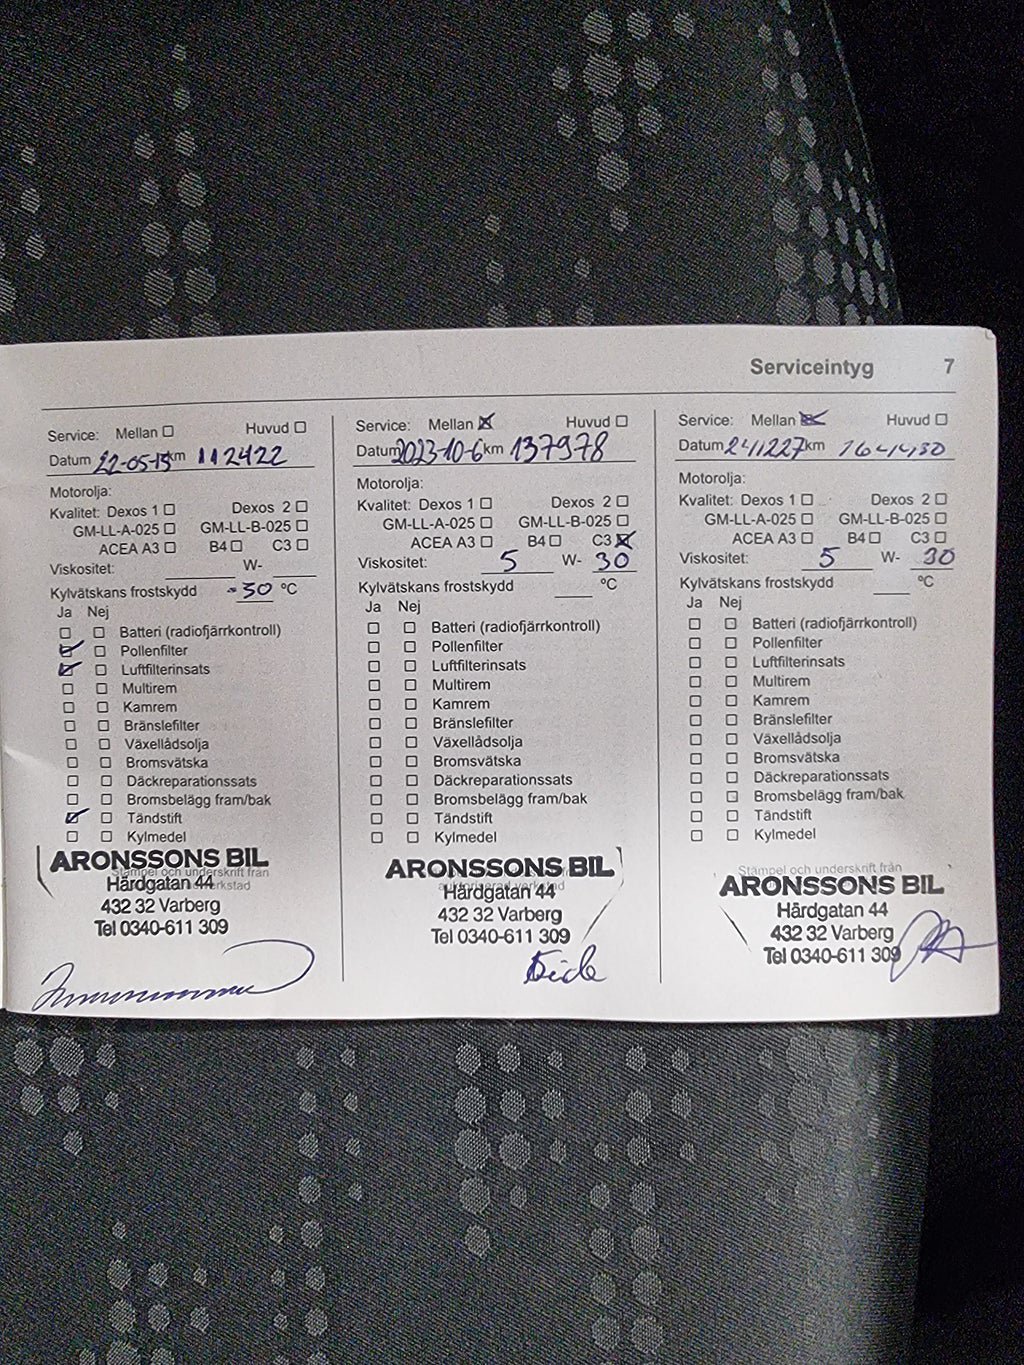 Serviceintyg 7
Service: Mellan Huvud
Datum 22-05-13 km 112422
Motorolja:
Kvalitet: Dexos 1 Dexos 2
GM-LL-A-025 GM-LL-B-025
ACEA A3 B4 C3
Viskositet: W-
Kylvätskans frostskydd -30 °C
Ja Nej
Batteri (radiofjärrkontroll)
Pollenfilter
Luftfilterinsats
Multirem
Kamrem
Bränslefilter
Växellådsolja
Bromsvätska
Däckreparationssats
Bromsbelägg fram/bak
Tändstift
Kylmedel
ARONSSONS BIL
Stämpel och underskrift från
Hårdgatan 44
432 32 Varberg
Tel 0340-611 309
Service: Mellan Huvud
Datum 2023-10-6 km 137978
Motorolja:
Kvalitet: Dexos 1 Dexos 2
GM-LL-A-025 GM-LL-B-025
ACEA A3 B4 C3
Viskositet: 5 W- 30
Kylvätskans frostskydd °C
Ja Nej
Batteri (radiofjärrkontroll)
Pollenfilter
Luftfilterinsats
Multirem
Kamrem
Bränslefilter
Växellådsolja
Bromsvätska
Däckreparationssats
Bromsbelägg fram/bak
Tändstift
Kylmedel
ARONSSONS BIL
Hårdgatan 44
432 32 Varberg
Tel 0340-611 309
Service: Mellan Huvud
Datum 241227 km
Motorolja:
Kvalitet: Dexos 1 Dexos 2
GM-LL-A-025 GM-LL-B-025
ACEA A3 B4 C3
Viskositet: 5 W- 30
Kylvätskans frostskydd °C
Ja Nej
Batteri (radiofjärrkontroll)
Pollenfilter
Luftfilterinsats
Multirem
Kamrem
Bränslefilter
Växellådsolja
Bromsvätska
Däckreparationssats
Bromsbelägg fram/bak
Tändstift
Kylmedel
Stämpel och underskrift från
ARONSSONS BIL
Hårdgatan 44
432 32 Varberg
Tel 0340-611 309